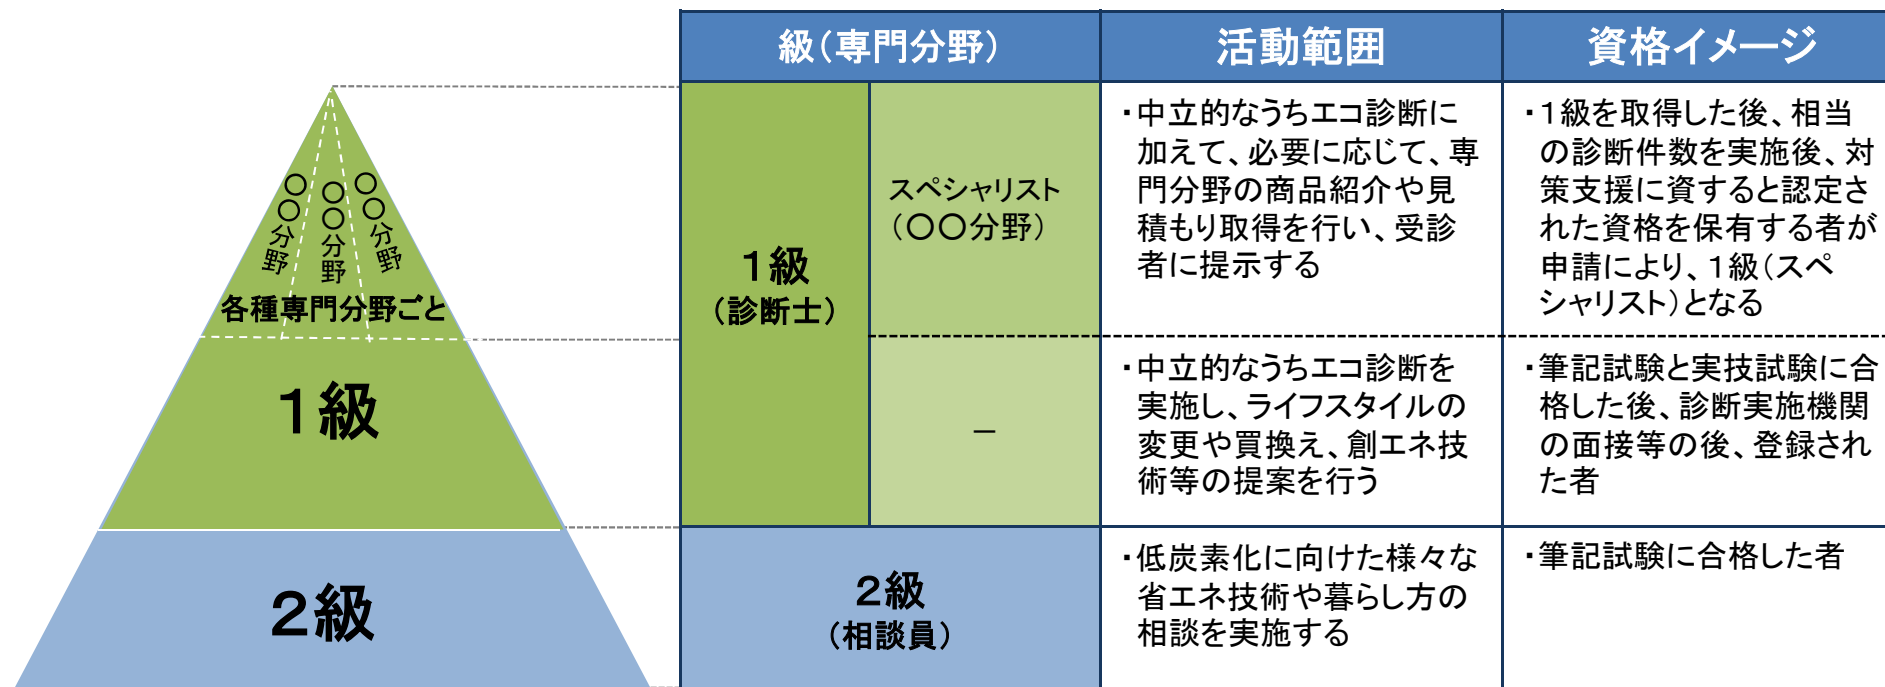 〇〇分野
〇〇分野
〇〇分野
各種専門分野ごと
1級
2級
級(専門分野)
活動範囲
資格イメージ
1級
(診断士)
スペシャリスト
(〇〇分野)
・中立的なうちエコ診断に
加えて、必要に応じて、専
門分野の商品紹介や見
積もり取得を行い、受診
者に提示する
・1級を取得した後、相当
の診断件数を実施後、対
策支援に資すると認定さ
れた資格を保有する者が
申請により、1級(スペ
シャリスト)となる
－
・中立的なうちエコ診断を
実施し、ライフスタイルの
変更や買換え、創エネ技
術等の提案を行う
・筆記試験と実技試験に合
格した後、診断実施機関
の面接等の後、登録され
た者
2級
(相談員)
・低炭素化に向けた様々な
省エネ技術や暮らし方の
相談を実施する
・筆記試験に合格した者